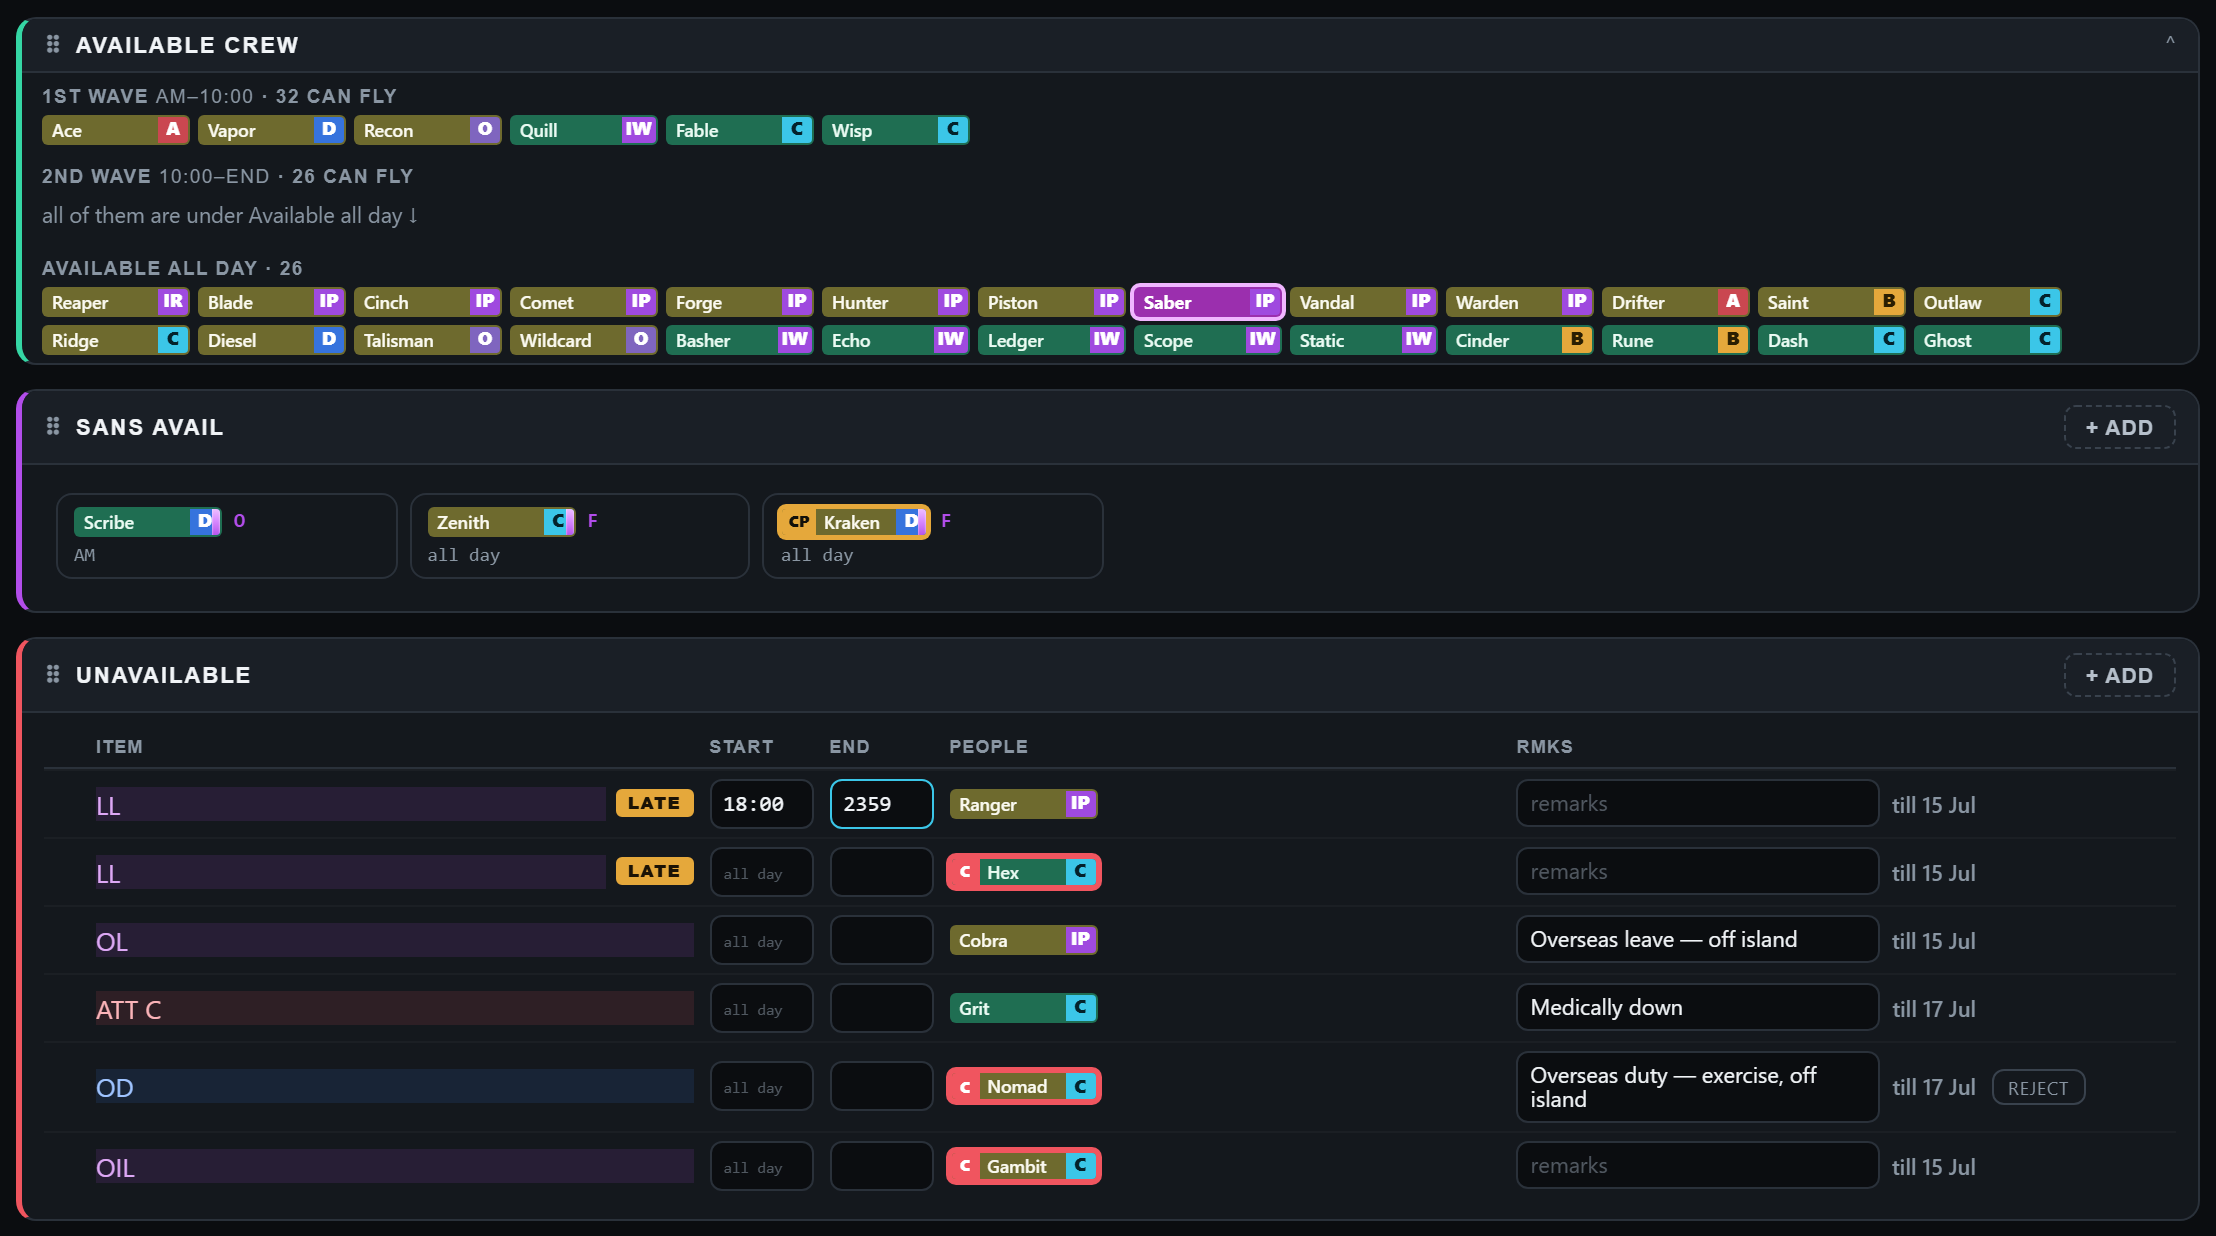 AVAILABLE CREW ^
1ST WAVE AM–10:00 · 32 CAN FLY
Ace A Vapor D Recon O Quill IW Fable C Wisp C
2ND WAVE 10:00–END · 26 CAN FLY
all of them are under Available all day ↓
AVAILABLE ALL DAY · 26
Reaper IR Blade IP Cinch IP Comet IP Forge IP Hunter IP Piston IP Saber IP Vandal IP Warden IP Drifter A Saint B Outlaw C
Ridge C Diesel D Talisman O Wildcard O Basher IW Echo IW Ledger IW Scope IW Static IW Cinder B Rune B Dash C Ghost C
SANS AVAIL + ADD
Scribe D O Zenith C F CP Kraken D F
AM all day all day
UNAVAILABLE + ADD
ITEM START END PEOPLE RMKS
LL LATE 18:00 2359 Ranger IP remarks till 15 Jul
LL LATE all day C Hex C remarks till 15 Jul
OL all day Cobra IP Overseas leave — off island till 15 Jul
ATT C all day Grit C Medically down till 17 Jul
OD all day C Nomad C Overseas duty — exercise, off island till 17 Jul REJECT
OIL all day C Gambit C remarks till 15 Jul